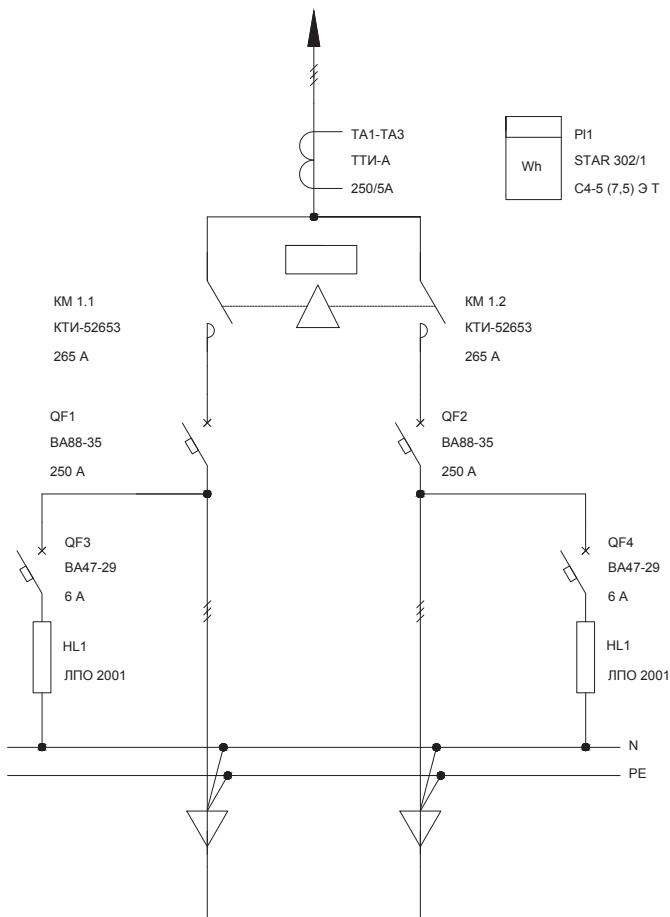 TA1-TA3
ТТИ-А
250/5А
Wh
PI1
STAR 302/1
C4-5 (7,5) Э Т
КМ 1.1
КТИ-52653
265 А
КМ 1.2
КТИ-52653
265 А
QF1
ВА88-35
250 А
QF2
ВА88-35
250 А
QF3
ВА47-29
6 А
QF4
ВА47-29
6 А
HL1
ЛПО 2001
HL1
ЛПО 2001
N
PE